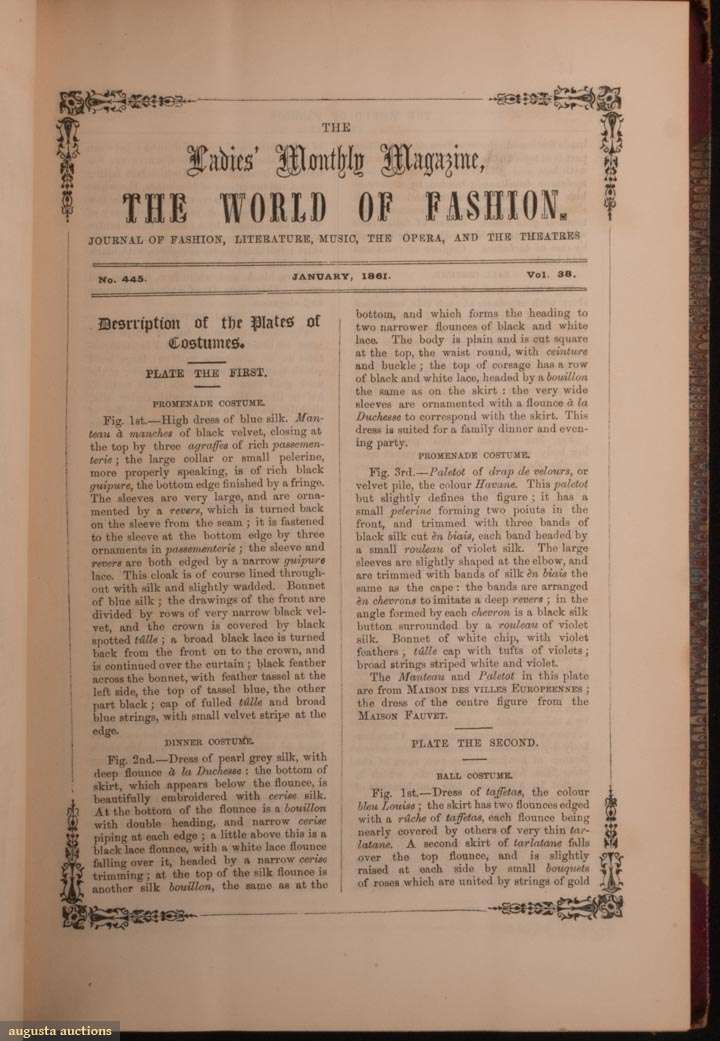 THE
Ladies' Monthly Magazine,
THE WORLD OF FASHION.
JOURNAL OF FASHION, LITERATURE, MUSIC, THE OPERA, AND THE THEATRES
No. 445. JANUARY, 1861. Vol. 38.
Desrription of the Plates of
Costumes.
PLATE THE FIRST.
PROMENADE COSTUME.
Fig. 1st.—High dress of blue silk. Man-
teau à manches of black velvet, closing at
the top by three agraffes of rich passemen-
terie; the large collar or small pelerine,
more properly speaking, is of rich black
guipure, the bottom edge finished by a fringe.
The sleeves are very large, and are orna-
mented by a revers, which is turned back
on the sleeve from the seam; it is fastened
to the sleeve at the bottom edge by three
ornaments in passementerie; the sleeve and
revers are both edged by a narrow guipure
lace. This cloak is of course lined through-
out with silk and slightly wadded. Bonnet
of blue silk; the drawings of the front are
divided by rows of very narrow black vel-
vet, and the crown is covered by black
spotted tûlle; a broad black lace is turned
back from the front on to the crown, and
is continued over the curtain; black feather
across the bonnet, with feather tassel at the
left side, the top of tassel blue, the other
part black; cap of fulled tûlle and broad
blue strings, with small velvet stripe at the
edge.
DINNER COSTUME.
Fig. 2nd.—Dress of pearl grey silk, with
deep flounce à la Duchesse: the bottom of
skirt, which appears below the flounce, is
beautifully embroidered with cerise silk.
At the bottom of the flounce is a bouillon
with double heading, and narrow cerise
piping at each edge; a little above this is a
black lace flounce, with a white lace flounce
falling over it, headed by a narrow cerise
trimming; at the top of the silk flounce is
another silk bouillon, the same as at the
bottom, and which forms the heading to
two narrower flounces of black and white
lace. The body is plain and is cut square
at the top, the waist round, with ceinture
and buckle; the top of corsage has a row
of black and white lace, headed by a bouillon
the same as on the skirt: the very wide
sleeves are ornamented with a flounce à la
Duchesse to correspond with the skirt. This
dress is suited for a family dinner and even-
ing party.
PROMENADE COSTUME.
Fig. 3rd.—Paletot of drap de velours, or
velvet pile, the colour Havane. This paletot
but slightly defines the figure; it has a
small pelerine forming two points in the
front, and trimmed with three bands of
black silk cut èn biais, each band headed by
a small rouleau of violet silk. The large
sleeves are slightly shaped at the elbow, and
are trimmed with bands of silk èn biais the
same as the cape: the bands are arranged
èn chevrons to imitate a deep revers; in the
angle formed by each chevron is a black silk
button surrounded by a rouleau of violet
silk. Bonnet of white chip, with violet
feathers; tûlle cap with tufts of violets;
broad strings striped white and violet.
The Manteau and Paletot in this plate
are from MAISON DES VILLES EUROPEENNES;
the dress of the centre figure from the
MAISON FAUVET.
PLATE THE SECOND.
BALL COSTUME.
Fig. 1st.—Dress of taffetas, the colour
bleu Louise; the skirt has two flounces edged
with a rûche of taffetas, each flounce being
nearly covered by others of very thin tar-
latane. A second skirt of tarlatane falls
over the top flounce, and is slightly
raised at each side by small bouquets
of roses which are united by strings of gold
augusta auctions